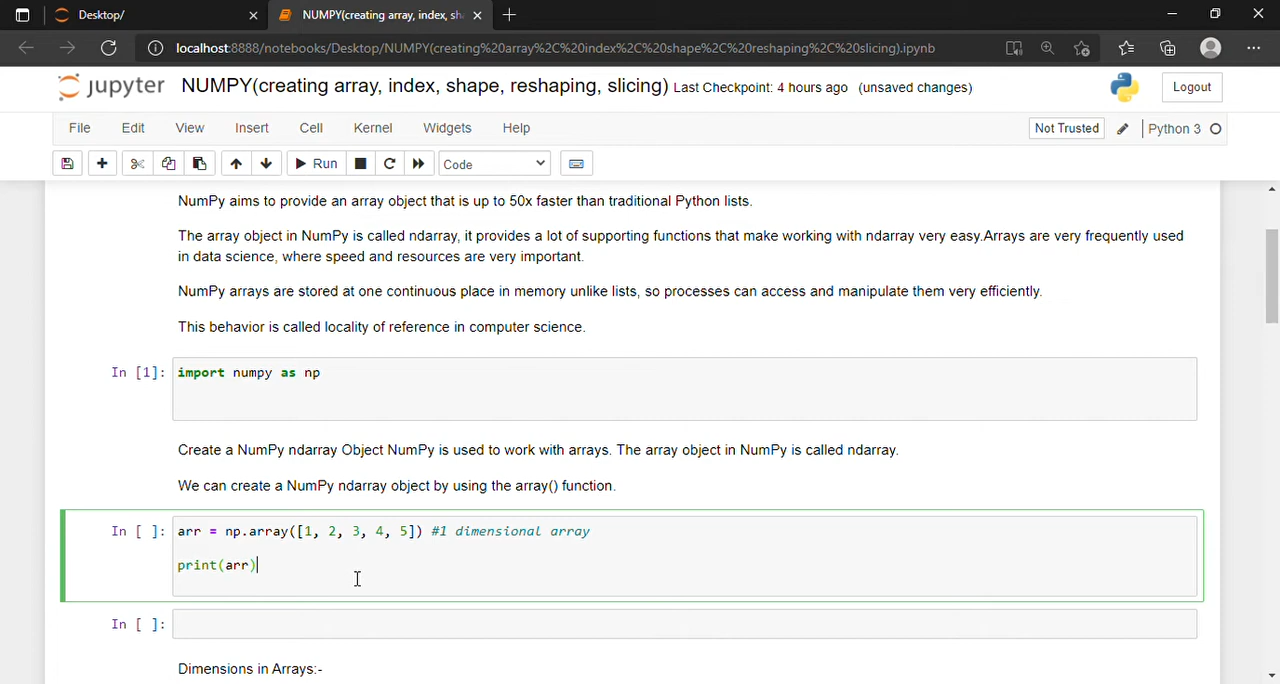 Desktop/
NUMPY(creating array, index, sh
localhost:8888/notebooks/Desktop/NUMPY(creating%20array%2C%20index%2C%20shape%2C%20reshaping%2C%20slicing).ipynb
jupyter NUMPY(creating array, index, shape, reshaping, slicing) Last Checkpoint: 4 hours ago (unsaved changes)
Logout
File Edit View Insert Cell Kernel Widgets Help
Not Trusted Python 3
Run Code
NumPy aims to provide an array object that is up to 50x faster than traditional Python lists.
The array object in NumPy is called ndarray, it provides a lot of supporting functions that make working with ndarray very easy.Arrays are very frequently used
in data science, where speed and resources are very important.
NumPy arrays are stored at one continuous place in memory unlike lists, so processes can access and manipulate them very efficiently.
This behavior is called locality of reference in computer science.
In [1]: import numpy as np
Create a NumPy ndarray Object NumPy is used to work with arrays. The array object in NumPy is called ndarray.
We can create a NumPy ndarray object by using the array() function.
In [ ]: arr = np.array([1, 2, 3, 4, 5]) #1 dimensional array
print(arr)
In [ ]:
Dimensions in Arrays:-